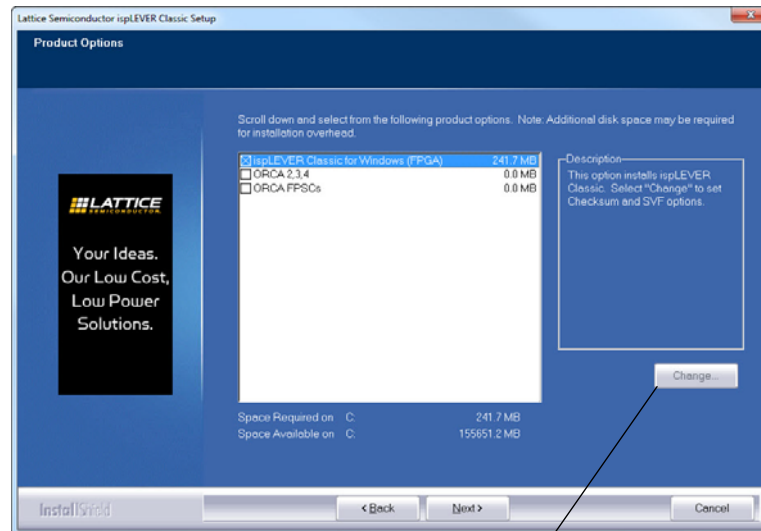 Lattice Semiconductor ispLEVER Classic Setup
Product Options
Scroll down and select from the following product options. Note: Additional disk space may be required
for installation overhead.
ispLEVER Classic for Windows (FPGA) 241.7 MB
ORCA 2,3,4 0.0 MB
ORCA FPSCs 0.0 MB
Description
This option installs ispLEVER
Classic. Select "Change" to set
Checksum and SVF options.
LATTICE
SEMICONDUCTOR.
Your Ideas.
Our Low Cost,
Low Power
Solutions.
Change...
Space Required on C: 241.7 MB
Space Available on C: 155651.2 MB
InstallShield
< Back Next > Cancel